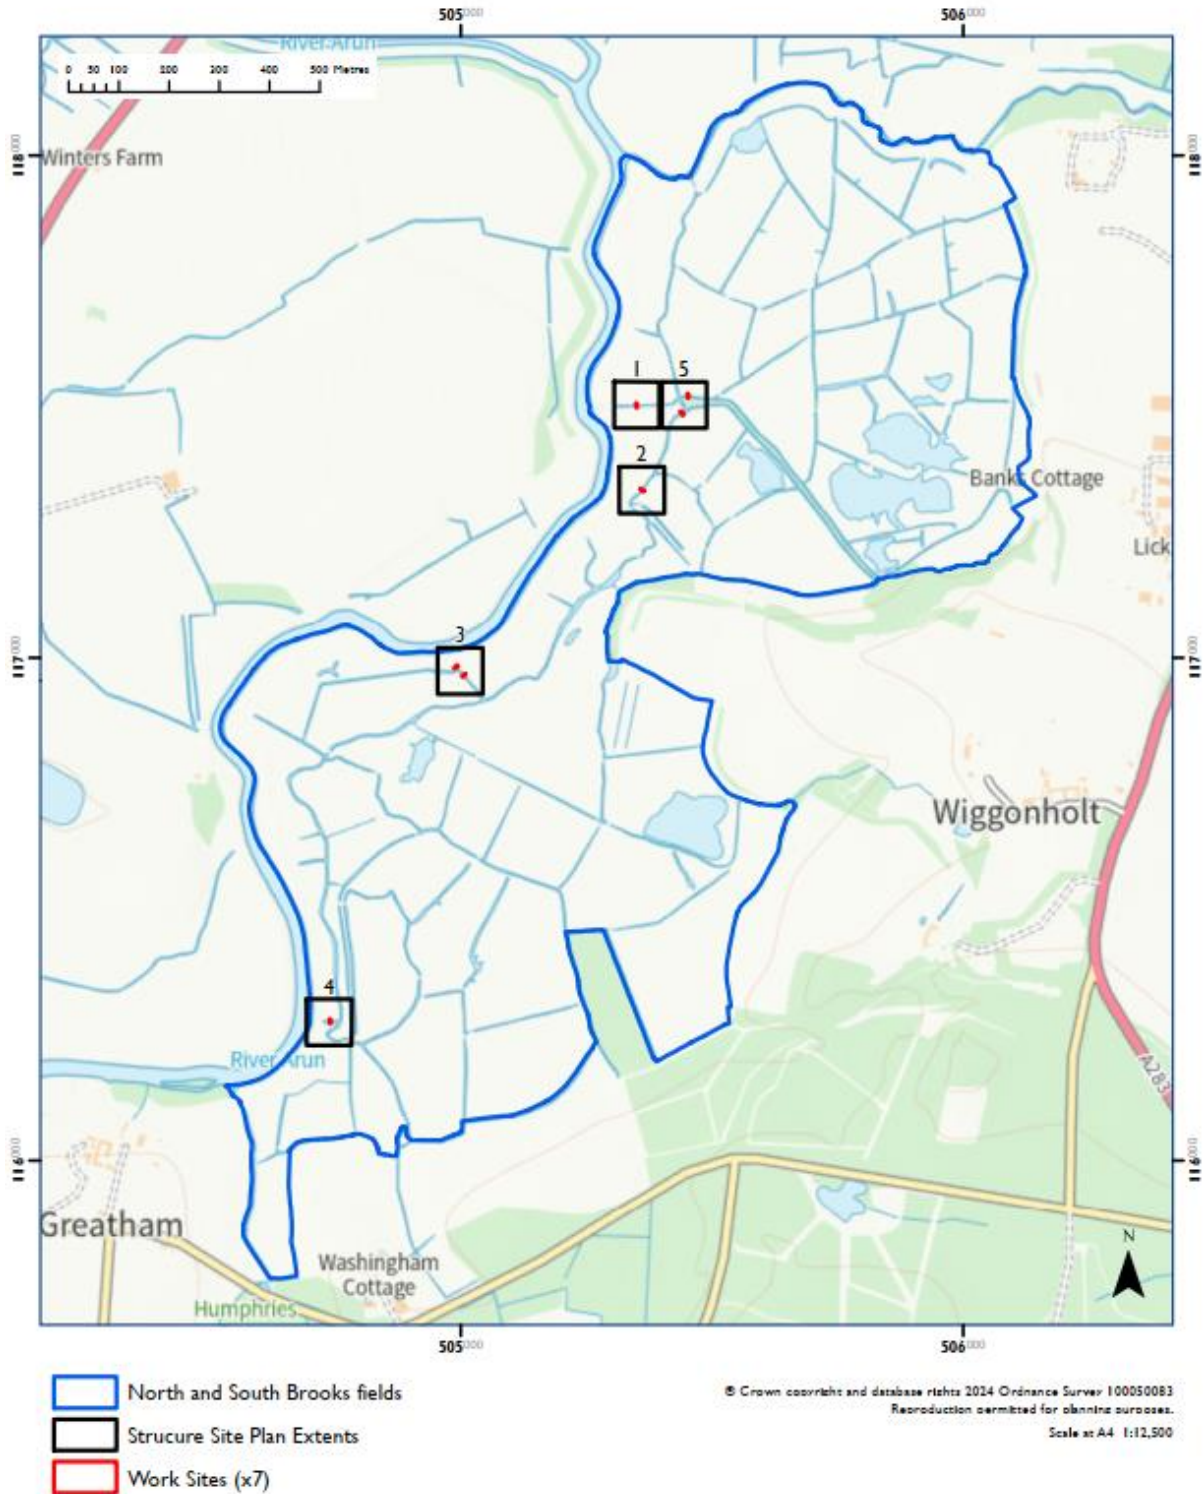 505000 506000
River Arun
0 50 100 200 300 400 500 Metres
118000 118000
Winters Farm
1 5
2
Banks Cottage
Lick
117000 117000
3
Wiggonholt
4
River Arun
A283
116000 116000
Greatham
N
Washingham
Cottage
Humphries
505000 506000
North and South Brooks fields
Strucure Site Plan Extents
Work Sites (x7)
© Crown copyright and database rights 2024 Ordnance Survey 100050083
Reproduction permitted for planning purposes.
Scale at A4 1:12,500